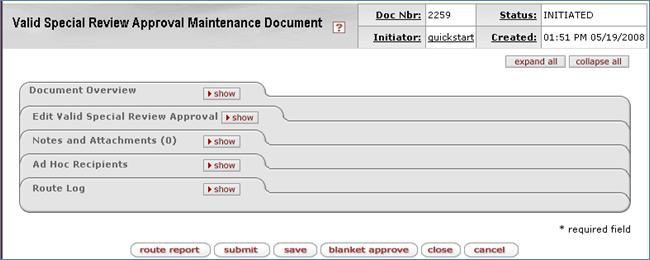 Valid Special Review Approval Maintenance Document ?
Doc Nbr: 2259 Status: INITIATED
Initiator: quickstart Created: 01:51 PM 05/19/2008
expand all collapse all
Document Overview show
Edit Valid Special Review Approval show
Notes and Attachments (0) show
Ad Hoc Recipients show
Route Log show
* required field
route report submit save blanket approve close cancel